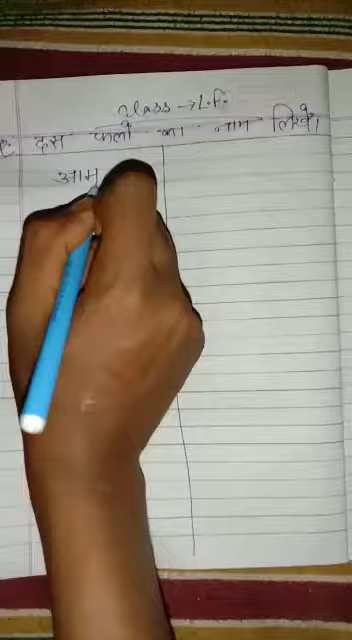 Class → L.F.
दस फलों का नाम लिखें।
आम